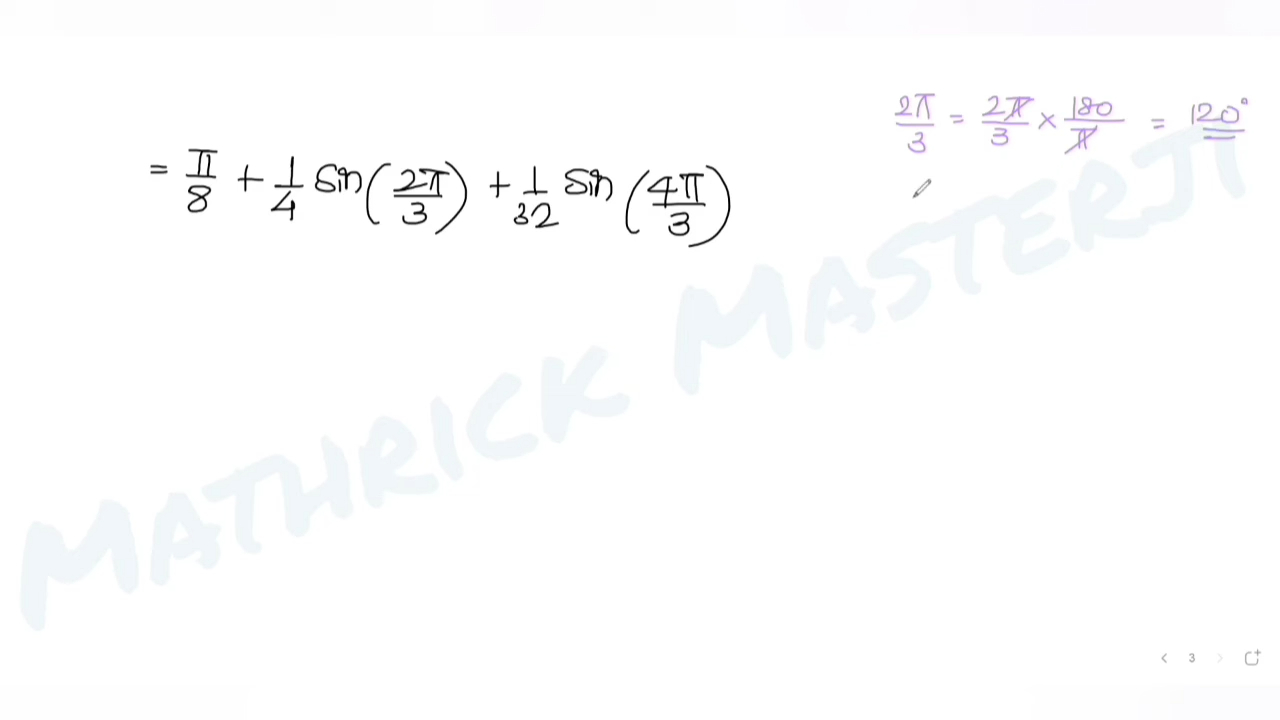 2π/3 = 2π/3 × 180/π = 120°
= π/8 + 1/4 sin(2π/3) + 1/32 sin(4π/3)
MATHRICK MASTERJI
< 3 >